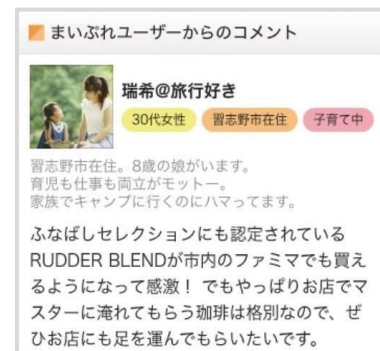 まいぷれユーザーからのコメント
瑞希@旅行好き
30代女性 習志野市在住 子育て中
習志野市在住。8歳の娘がいます。
育児も仕事も両立がモットー。
家族でキャンプに行くのにハマってます。
ふなばしセレクションにも認定されている
RUDDER BLENDが市内のファミマでも買え
るようになって感激! でもやっぱりお店でマ
スターに淹れてもらう珈琲は格別なので、ぜ
ひお店にも足を運んでもらいたいです。